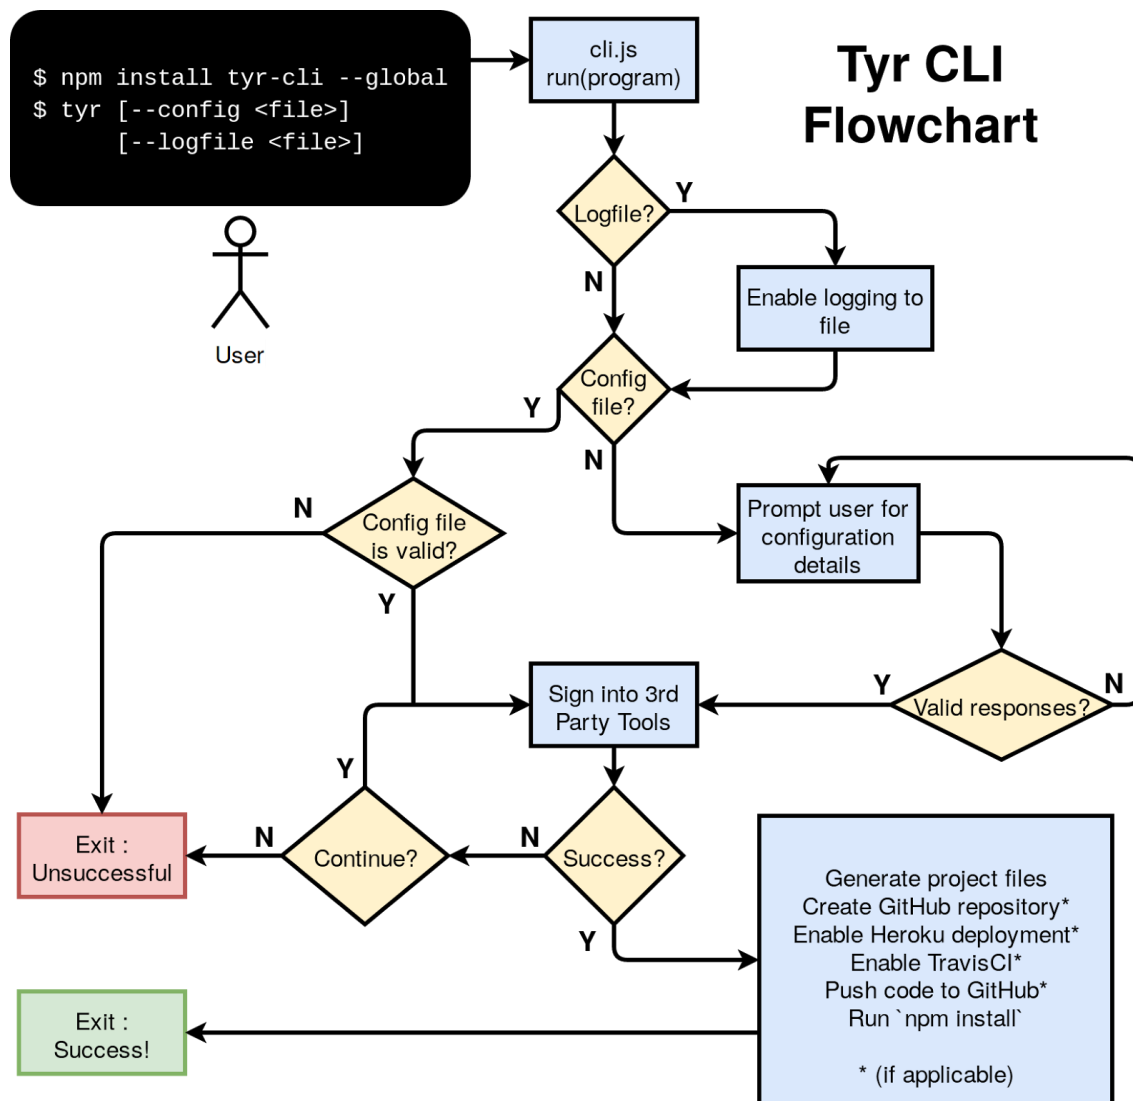 $ npm install tyr-cli --global
$ tyr [--config <file>]
[--logfile <file>]
User
cli.js
run(program)
Tyr CLI
Flowchart
Logfile?
Y
N
Enable logging to
file
Config
file?
Y
N
Prompt user for
configuration
details
Config file
is valid?
N
Y
Valid responses?
Y
N
Sign into 3rd
Party Tools
Success?
N
Y
Continue?
Y
N
Exit :
Unsuccessful
Generate project files
Create GitHub repository*
Enable Heroku deployment*
Enable TravisCI*
Push code to GitHub*
Run `npm install`
* (if applicable)
Exit :
Success!